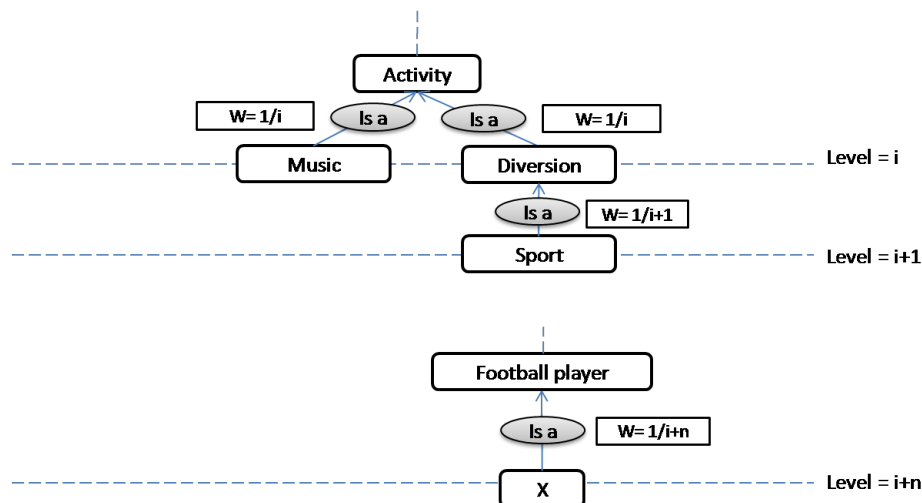 Activity
W= 1/i
Is a
Is a
W= 1/i
Music
Diversion
Level = i
Is a
W= 1/i+1
Sport
Level = i+1
Football player
Is a
W= 1/i+n
X
Level = i+n